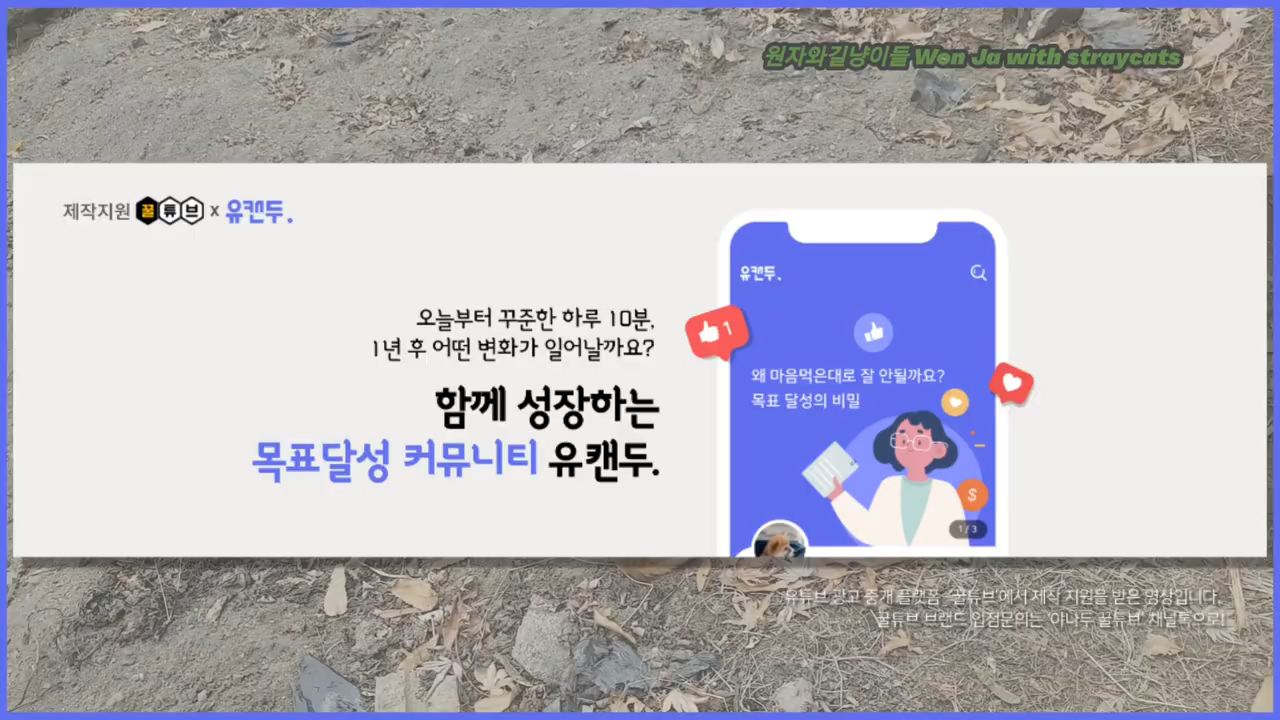 원자와길냥이들 Won Ja with straycats
제작지원 꿀튜브 x 유캔두.
오늘부터 꾸준한 하루 10분,
1년 후 어떤 변화가 일어날까요?
함께 성장하는
목표달성 커뮤니티 유캔두.
유캔두.
1
왜 마음먹은대로 잘 안될까요?
목표 달성의 비밀
$
1/3
유튜브 광고 중개 플랫폼 '꿀튜브'에서 제작 지원을 받은 영상입니다.
꿀튜브 브랜드 입점문의는 '야나두 꿀튜브' 채널톡으로!